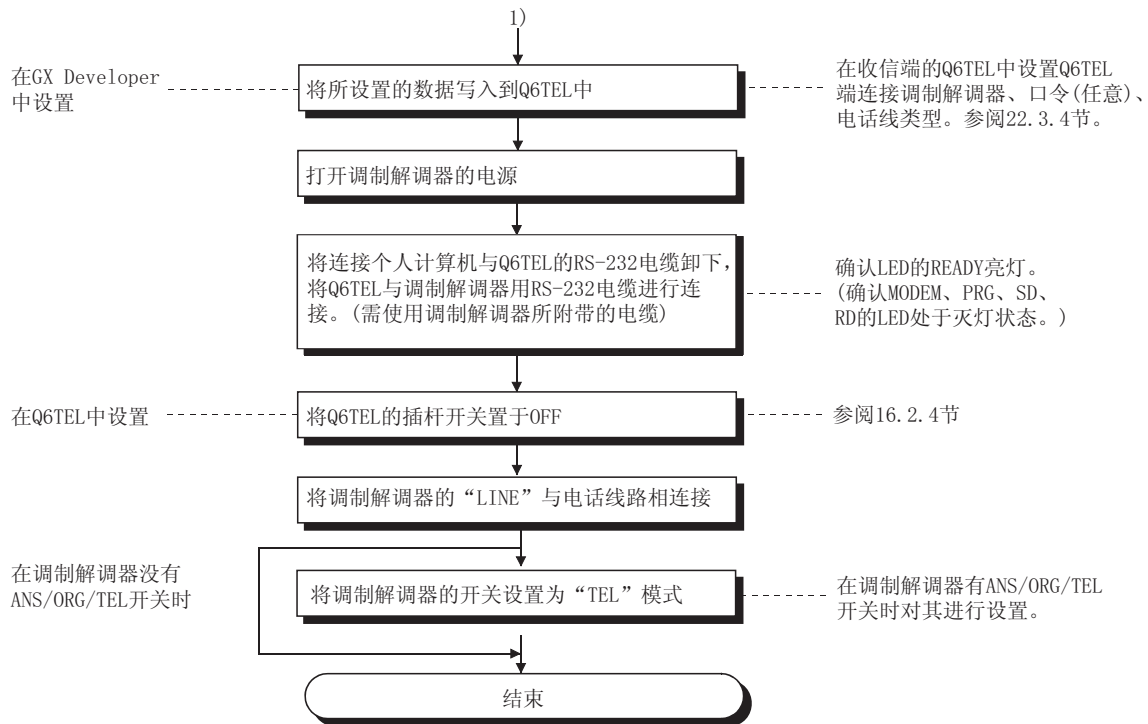 1)
在GX Developer
中设置
将所设置的数据写入到Q6TEL中
在收信端的Q6TEL中设置Q6TEL
端连接调制解调器、口令(任意)、
电话线类型。参阅22.3.4节。
打开调制解调器的电源
将连接个人计算机与Q6TEL的RS-232电缆卸下,
将Q6TEL与调制解调器用RS-232电缆进行连
接。(需使用调制解调器所附带的电缆)
确认LED的READY亮灯。
(确认MODEM、PRG、SD、
RD的LED处于灭灯状态。)
在Q6TEL中设置
将Q6TEL的插杆开关置于OFF
参阅16.2.4节
将调制解调器的“LINE”与电话线路相连接
在调制解调器没有
ANS/ORG/TEL开关时
将调制解调器的开关设置为“TEL”模式
在调制解调器有ANS/ORG/TEL
开关时对其进行设置。
结束